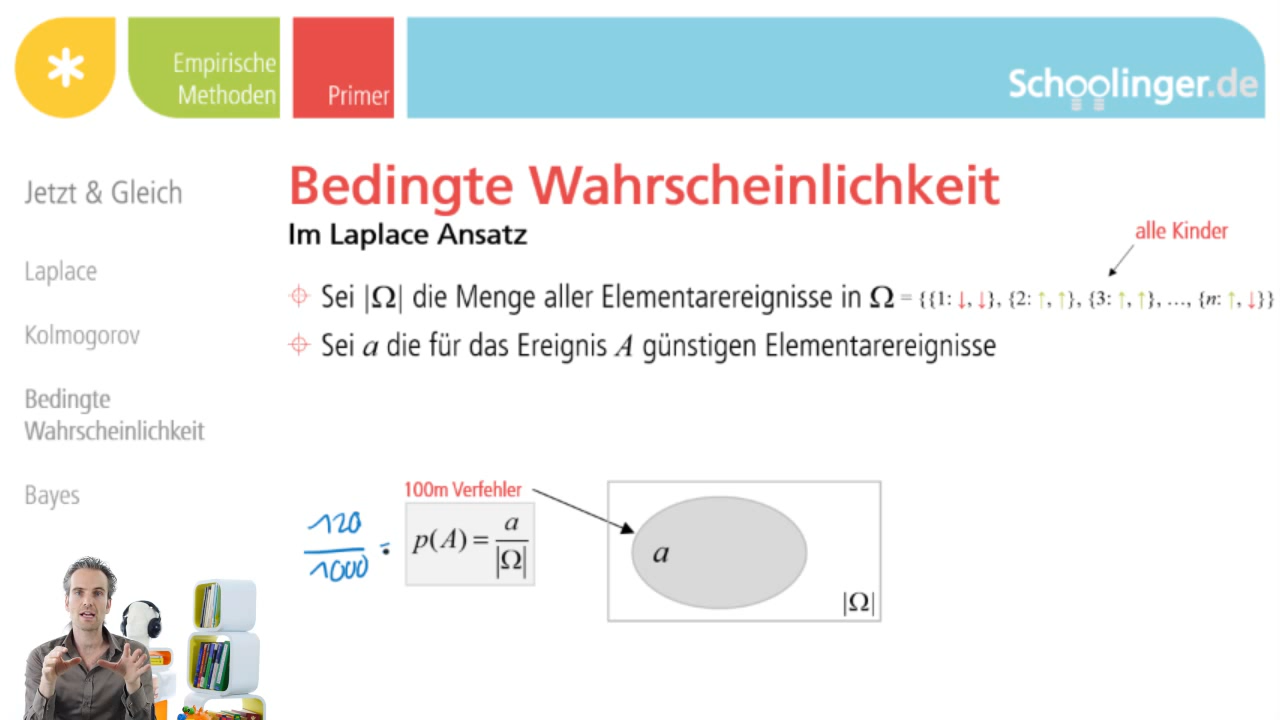 Empirische
Methoden
Primer
Schoolinger.de
Jetzt & Gleich
Laplace
Kolmogorov
Bedingte
Wahrscheinlichkeit
Bayes
Bedingte Wahrscheinlichkeit
Im Laplace Ansatz
alle Kinder
Sei |Ω| die Menge aller Elementarereignisse in Ω = {{1: ↓, ↓}, {2: ↑, ↑}, {3: ↑, ↑}, …, {n: ↑, ↓}}
Sei a die für das Ereignis A günstigen Elementarereignisse
100m Verfehler
120
1000
p(A) = a
|Ω|
a
|Ω|